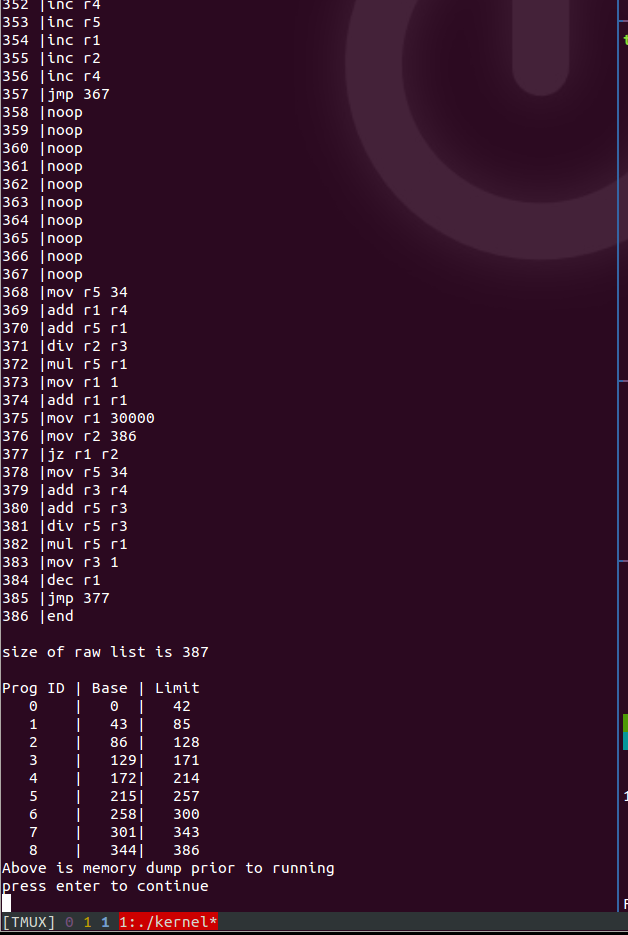 352 |inc r4
353 |inc r5
354 |inc r1
355 |inc r2
356 |inc r4
357 |jmp 367
358 |noop
359 |noop
360 |noop
361 |noop
362 |noop
363 |noop
364 |noop
365 |noop
366 |noop
367 |noop
368 |mov r5 34
369 |add r1 r4
370 |add r5 r1
371 |div r2 r3
372 |mul r5 r1
373 |mov r1 1
374 |add r1 r1
375 |mov r1 30000
376 |mov r2 386
377 |jz r1 r2
378 |mov r5 34
379 |add r3 r4
380 |add r5 r3
381 |div r5 r3
382 |mul r5 r1
383 |mov r3 1
384 |dec r1
385 |jmp 377
386 |end
size of raw list is 387
Prog ID | Base | Limit
0 | 0 | 42
1 | 43 | 85
2 | 86 | 128
3 | 129| 171
4 | 172| 214
5 | 215| 257
6 | 258| 300
7 | 301| 343
8 | 344| 386
Above is memory dump prior to running
press enter to continue
[TMUX] 0 1 1 1:./kernel*